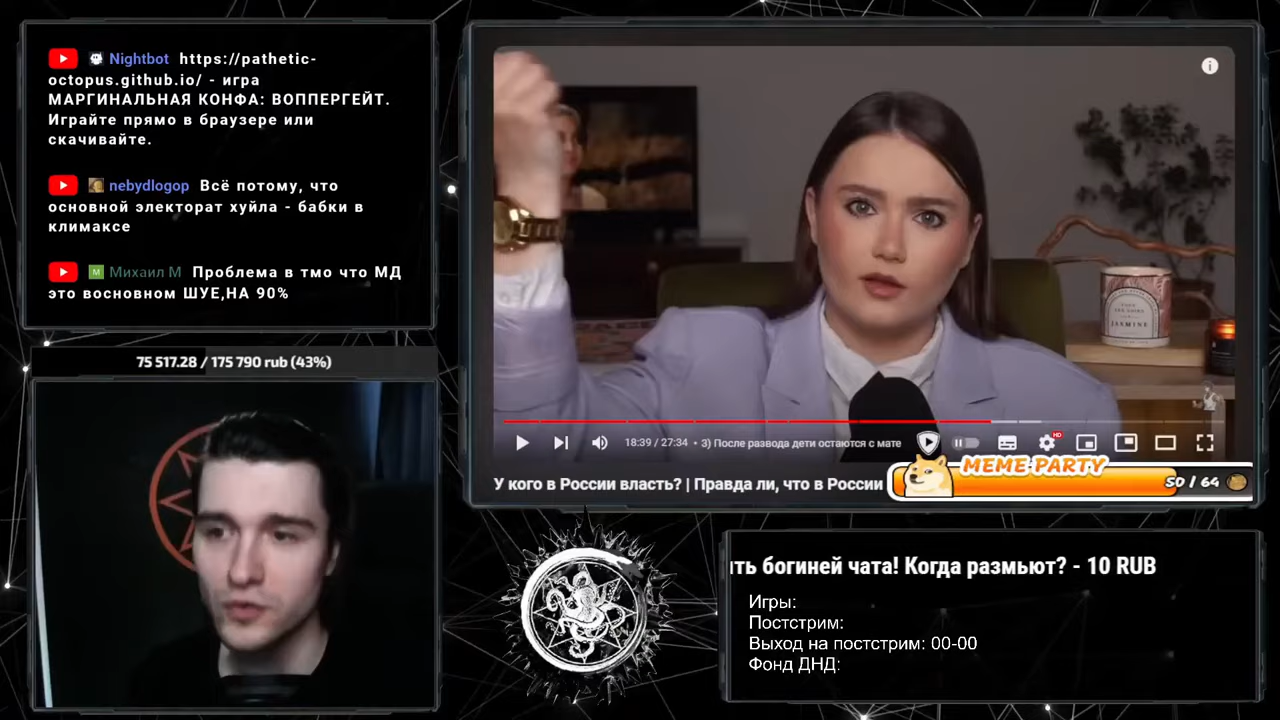 Nightbot https://pathetic-
octopus.github.io/ - игра
МАРГИНАЛЬНАЯ КОНФА: ВОППЕРГЕЙТ.
Играйте прямо в браузере или
скачивайте.
nebydlogop Всё потому, что
основной электорат хуйла - бабки в
климаксе
М Михаил М Проблема в тмо что МД
это восновном ШУЕ,НА 90%
75 517.28 / 175 790 rub (43%)
JASMINE
18:39 / 27:34 • 3) После развода дети остаются с мате
HD
У кого в России власть? | Правда ли, что в России
MEME PARTY
50 / 64
ть богиней чата! Когда размьют? - 10 RUB
Игры:
Постстрим:
Выход на постстрим: 00-00
Фонд ДНД: